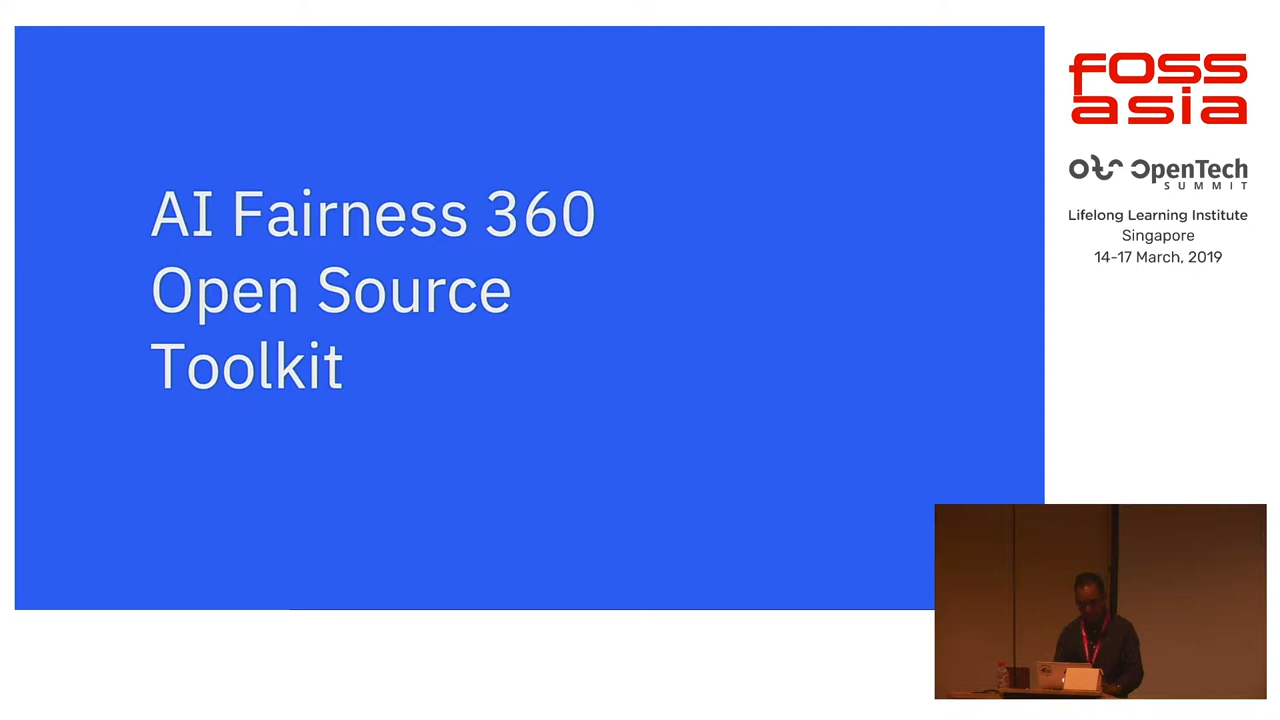 AI Fairness 360
Open Source
Toolkit
foss
asia
OpenTech
SUMMIT
Lifelong Learning Institute
Singapore
14-17 March, 2019